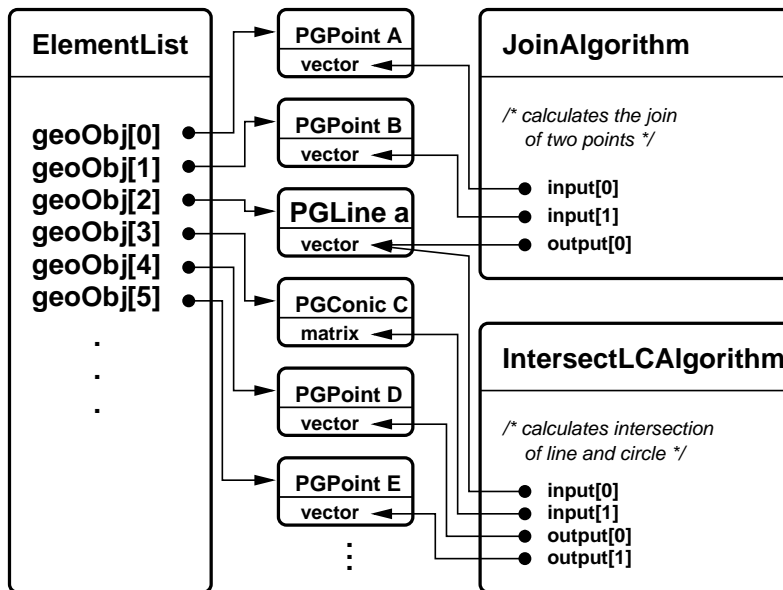 ElementList
geoObj[0]
geoObj[1]
geoObj[2]
geoObj[3]
geoObj[4]
geoObj[5]
.
.
.
PGPoint A
vector
PGPoint B
vector
PGLine a
vector
PGConic C
matrix
PGPoint D
vector
PGPoint E
vector
...
JoinAlgorithm
/* calculates the join
of two points */
input[0]
input[1]
output[0]
IntersectLCAlgorithm
/* calculates intersection
of line and circle */
input[0]
input[1]
output[0]
output[1]